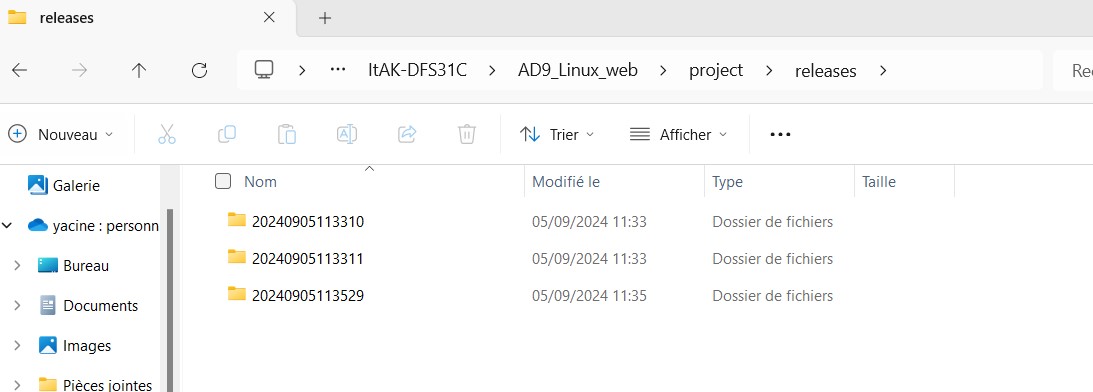 releases
ItAK-DFS31C > AD9_Linux_web > project > releases >
Nouveau Trier Afficher
Nom Modifié le Type Taille
20240905113310 05/09/2024 11:33 Dossier de fichiers
20240905113311 05/09/2024 11:33 Dossier de fichiers
20240905113529 05/09/2024 11:35 Dossier de fichiers
Galerie
yacine : personn
Bureau
Documents
Images
Pièces jointes